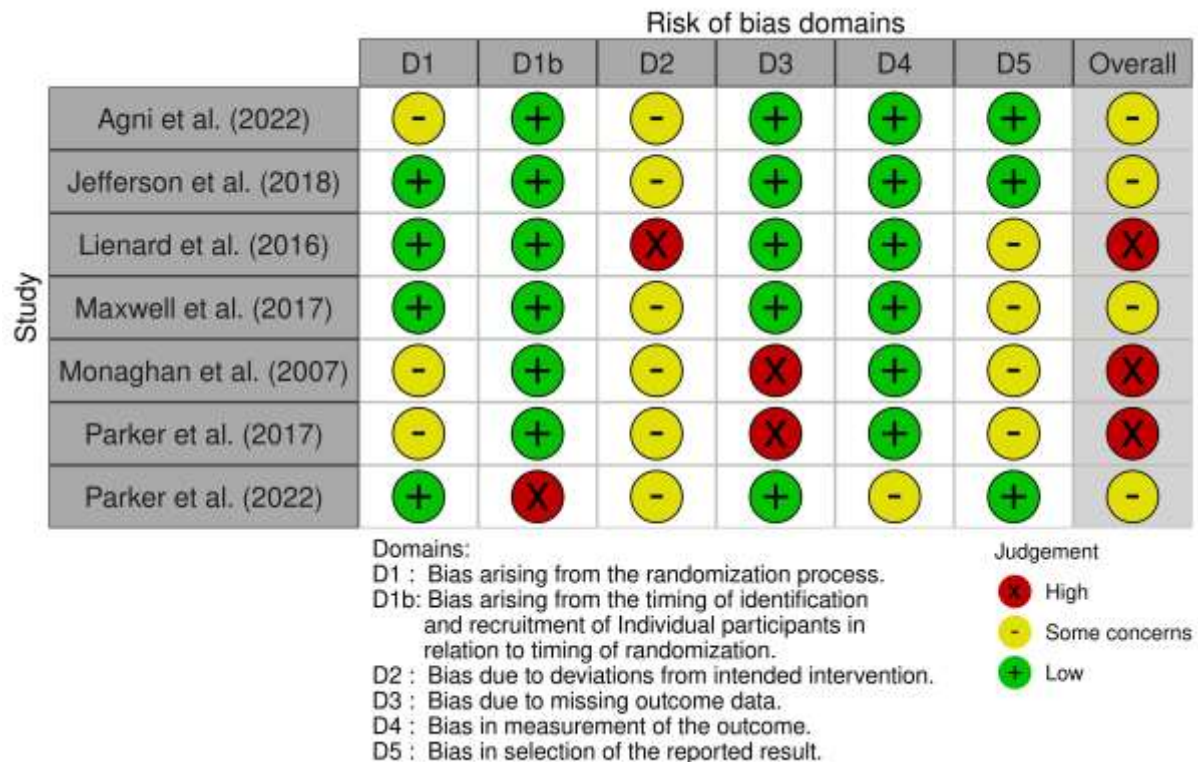 Risk of bias domains
D1 D1b D2 D3 D4 D5 Overall
Study
Agni et al. (2022) - + - + + + -
Jefferson et al. (2018) + + - + + + -
Lienard et al. (2016) + + X + + - X
Maxwell et al. (2017) + + - + + - -
Monaghan et al. (2007) - + - X + - X
Parker et al. (2017) - + - X + - X
Parker et al. (2022) + X - + - + -
Domains:
D1 : Bias arising from the randomization process.
D1b: Bias arising from the timing of identification
and recruitment of Individual participants in
relation to timing of randomization.
D2 : Bias due to deviations from intended intervention.
D3 : Bias due to missing outcome data.
D4 : Bias in measurement of the outcome.
D5 : Bias in selection of the reported result.
Judgement
X High
- Some concerns
+ Low